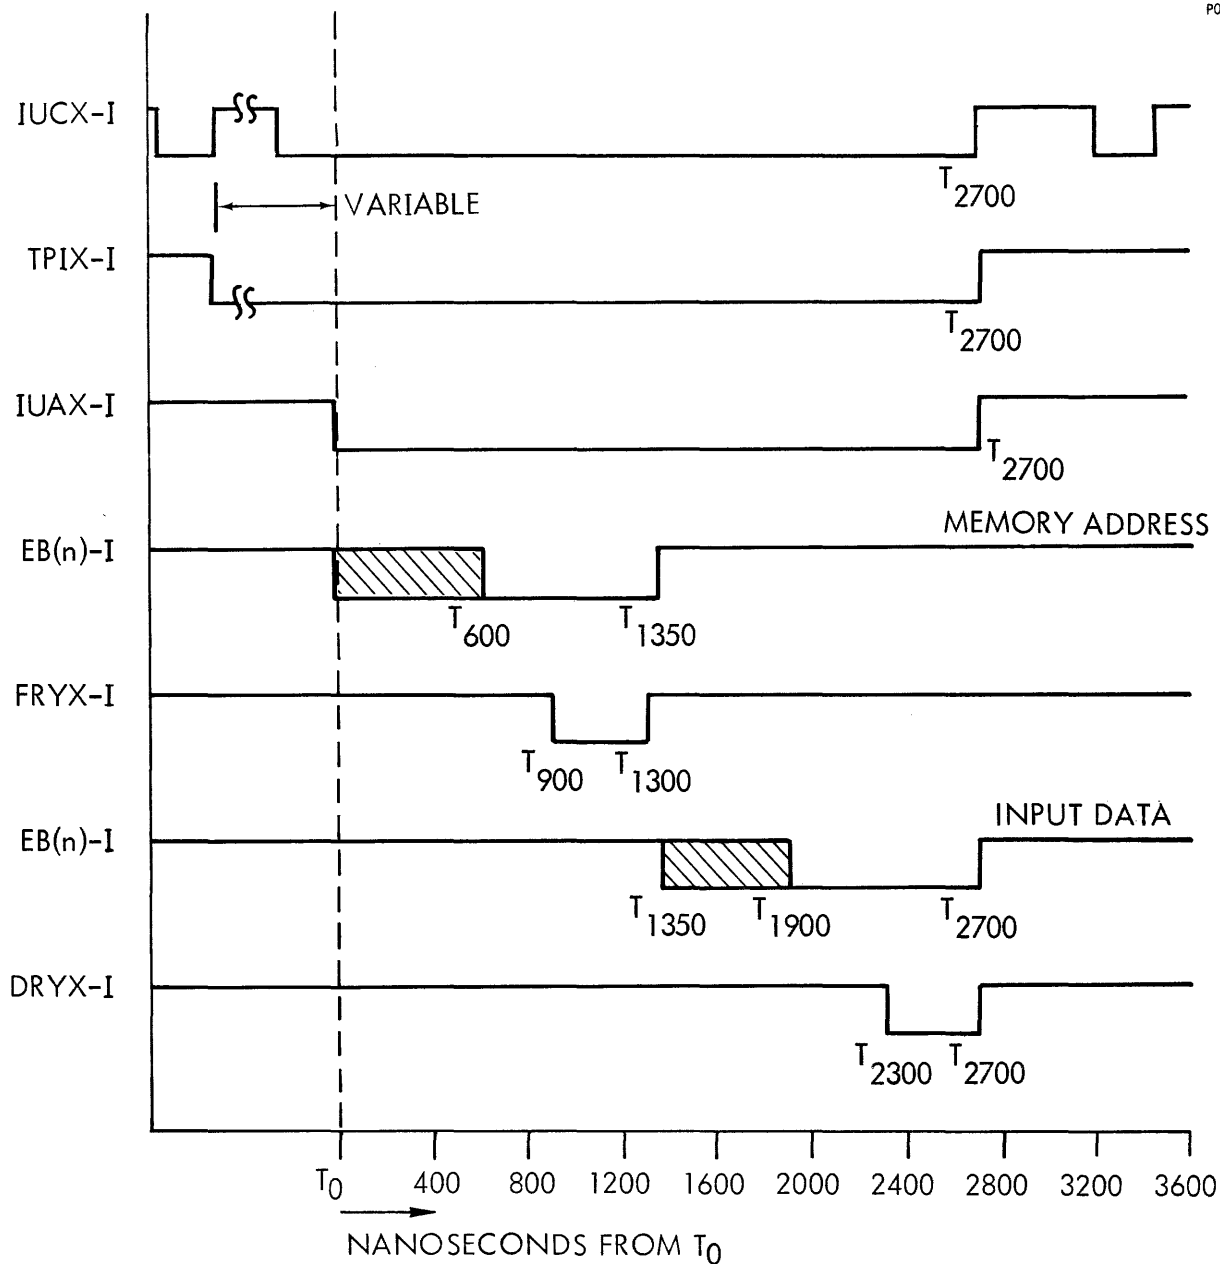 PO
IUCX-I
T2700
VARIABLE
TPIX-I
T2700
IUAX-I
T2700
MEMORY ADDRESS
EB(n)-I
T600 T1350
FRYX-I
T900 T1300
INPUT DATA
EB(n)-I
T1350 T1900 T2700
DRYX-I
T2300 T2700
T0 400 800 1200 1600 2000 2400 2800 3200 3600
NANOSECONDS FROM T0